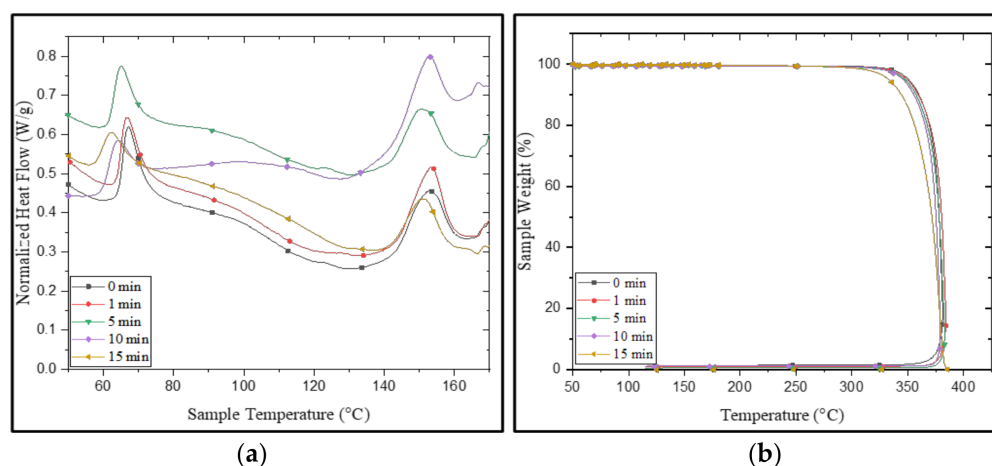 0.8
0.7
0.6
0.5
0.4
0.3
0.2
0.1
0.0
Normalized Heat Flow (W/g)
0 min
1 min
5 min
10 min
15 min
60 80 100 120 140 160
Sample Temperature (°C)
(a)
100
80
60
40
20
0
Sample Weight (%)
0 min
1 min
5 min
10 min
15 min
50 100 150 200 250 300 350 400
Temperature (°C)
(b)